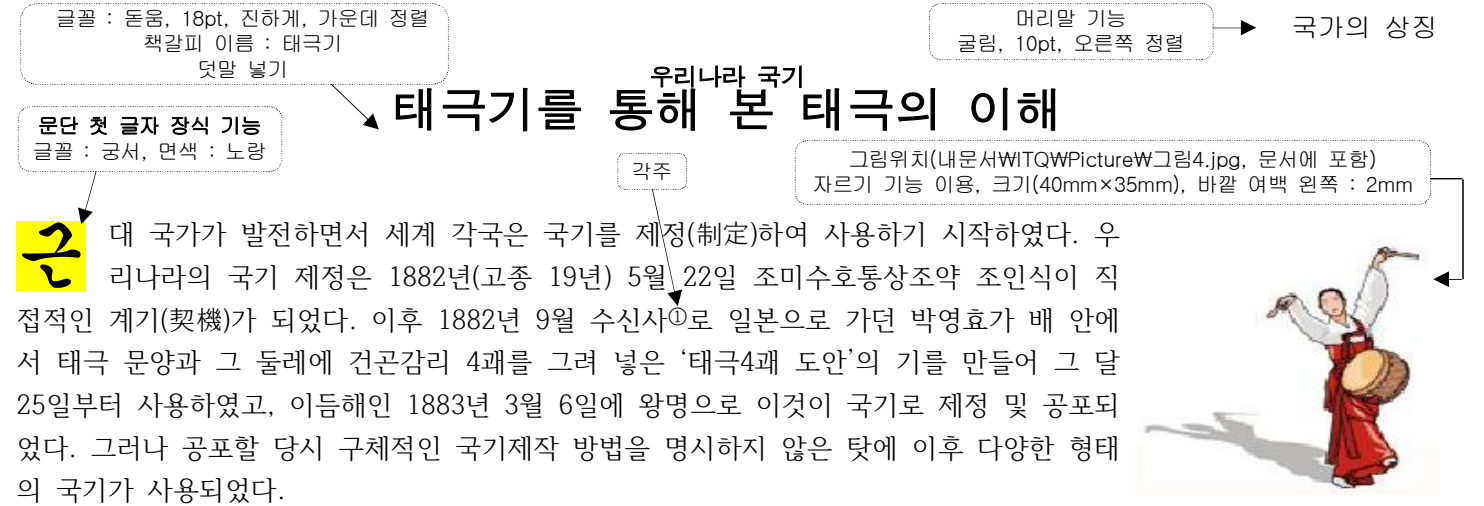 글꼴 : 돋움, 18pt, 진하게, 가운데 정렬
책갈피 이름 : 태극기
덧말 넣기
머리말 기능
굴림, 10pt, 오른쪽 정렬
국가의 상징
우리나라 국기
태극기를 통해 본 태극의 이해
문단 첫 글자 장식 기능
글꼴 : 궁서, 면색 : 노랑
각주
그림위치(내문서₩ITQ₩Picture₩그림4.jpg, 문서에 포함)
자르기 기능 이용, 크기(40mm×35mm), 바깥 여백 왼쪽 : 2mm
근대 국가가 발전하면서 세계 각국은 국기를 제정(制定)하여 사용하기 시작하였다. 우
리나라의 국기 제정은 1882년(고종 19년) 5월 22일 조미수호통상조약 조인식이 직
접적인 계기(契機)가 되었다. 이후 1882년 9월 수신사①로 일본으로 가던 박영효가 배 안에
서 태극 문양과 그 둘레에 건곤감리 4괘를 그려 넣은 ‘태극4괘 도안’의 기를 만들어 그 달
25일부터 사용하였고, 이듬해인 1883년 3월 6일에 왕명으로 이것이 국기로 제정 및 공포되
었다. 그러나 공포할 당시 구체적인 국기제작 방법을 명시하지 않은 탓에 이후 다양한 형태
의 국기가 사용되었다.